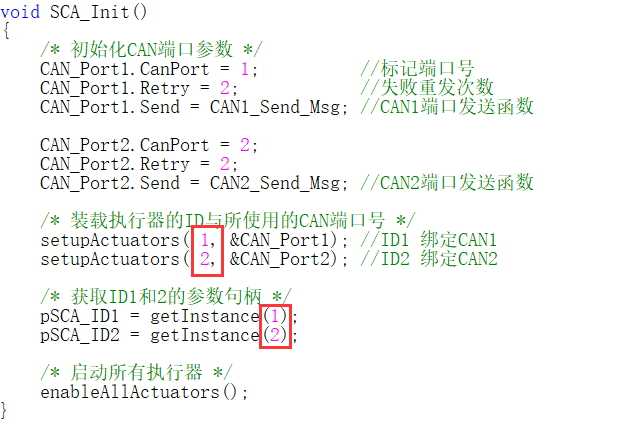 void SCA_Init()
{
/* 初始化CAN端口参数 */
CAN_Port1.CanPort = 1; //标记端口号
CAN_Port1.Retry = 2; //失败重发次数
CAN_Port1.Send = CAN1_Send_Msg; //CAN1端口发送函数
CAN_Port2.CanPort = 2;
CAN_Port2.Retry = 2;
CAN_Port2.Send = CAN2_Send_Msg; //CAN2端口发送函数
/* 装载执行器的ID与所使用的CAN端口号 */
setupActuators( 1, &CAN_Port1); //ID1 绑定CAN1
setupActuators( 2, &CAN_Port2); //ID2 绑定CAN2
/* 获取ID1和2的参数句柄 */
pSCA_ID1 = getInstance(1);
pSCA_ID2 = getInstance(2);
/* 启动所有执行器 */
enableAllActuators();
}